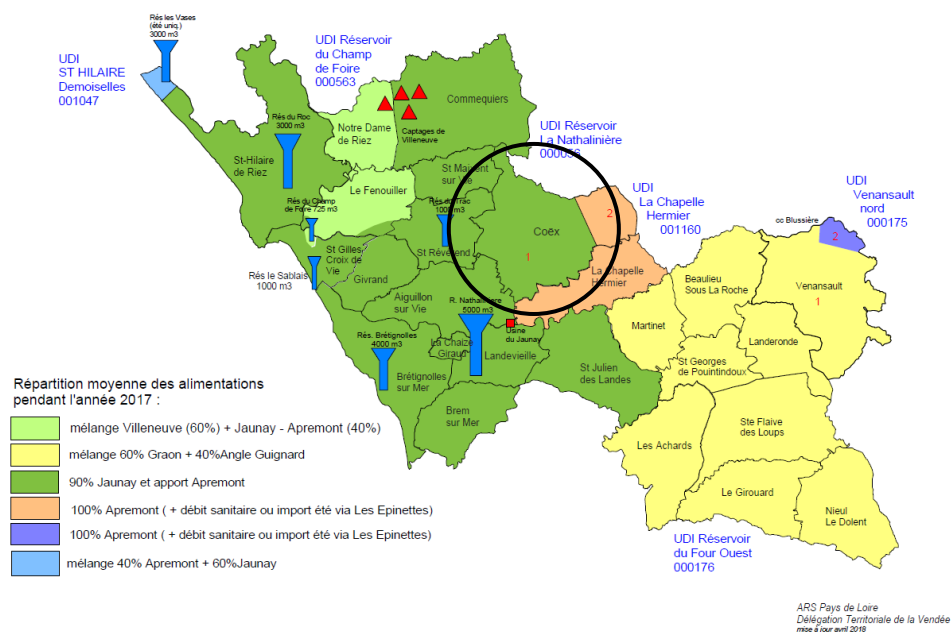 Rés les Vases
(été uniq.)
3000 m3
UDI
ST HILAIRE
Demoiselles
001047
UDI Réservoir
du Champ
de Foire
000563
Commequiers
Rés du Roc
3000 m3
Notre Dame
de Riez
Captages de
Villeneuve
UDI Réservoir
La Nathalinière
St-Hilaire
de Riez
St Maixent
sur Vie
Le Fenouiller
UDI
La Chapelle
Hermier
001160
UDI
Venansault
nord
000175
cc Blussière
2
2
Rés du Champ
de Foire 725 m3
1000 m3
Coëx
1
St Gilles
Croix de
Vie
St Révérend
Rés le Sablais
1000 m3
Givrand
La Chapelle
Hermier
Beaulieu
Sous La Roche
Venansault
1
Aiguillon
sur Vie
R. Nathalinière
5000 m3
Martinet
Usine
du Jaunay
Landeronde
Rés. Brétignolles
4000 m3
La Chaize
Giraud
Landevieille
St Georges
de Pouintindoux
St Julien
des Landes
Brétignolles
sur Mer
Brem
sur Mer
Ste Flaive
des Loups
Les Achards
Le Girouard
Nieul
Le Dolent
UDI Réservoir
du Four Ouest
000176
Répartition moyenne des alimentations
pendant l'année 2017 :
mélange Villeneuve (60%) + Jaunay - Apremont (40%)
mélange 60% Graon + 40%Angle Guignard
90% Jaunay et apport Apremont
100% Apremont ( + débit sanitaire ou import été via Les Epinettes)
100% Apremont ( + débit sanitaire ou import été via Les Epinettes)
mélange 40% Apremont + 60%Jaunay
ARS Pays de Loire
Délégation Territoriale de la Vendée
mise à jour avril 2018